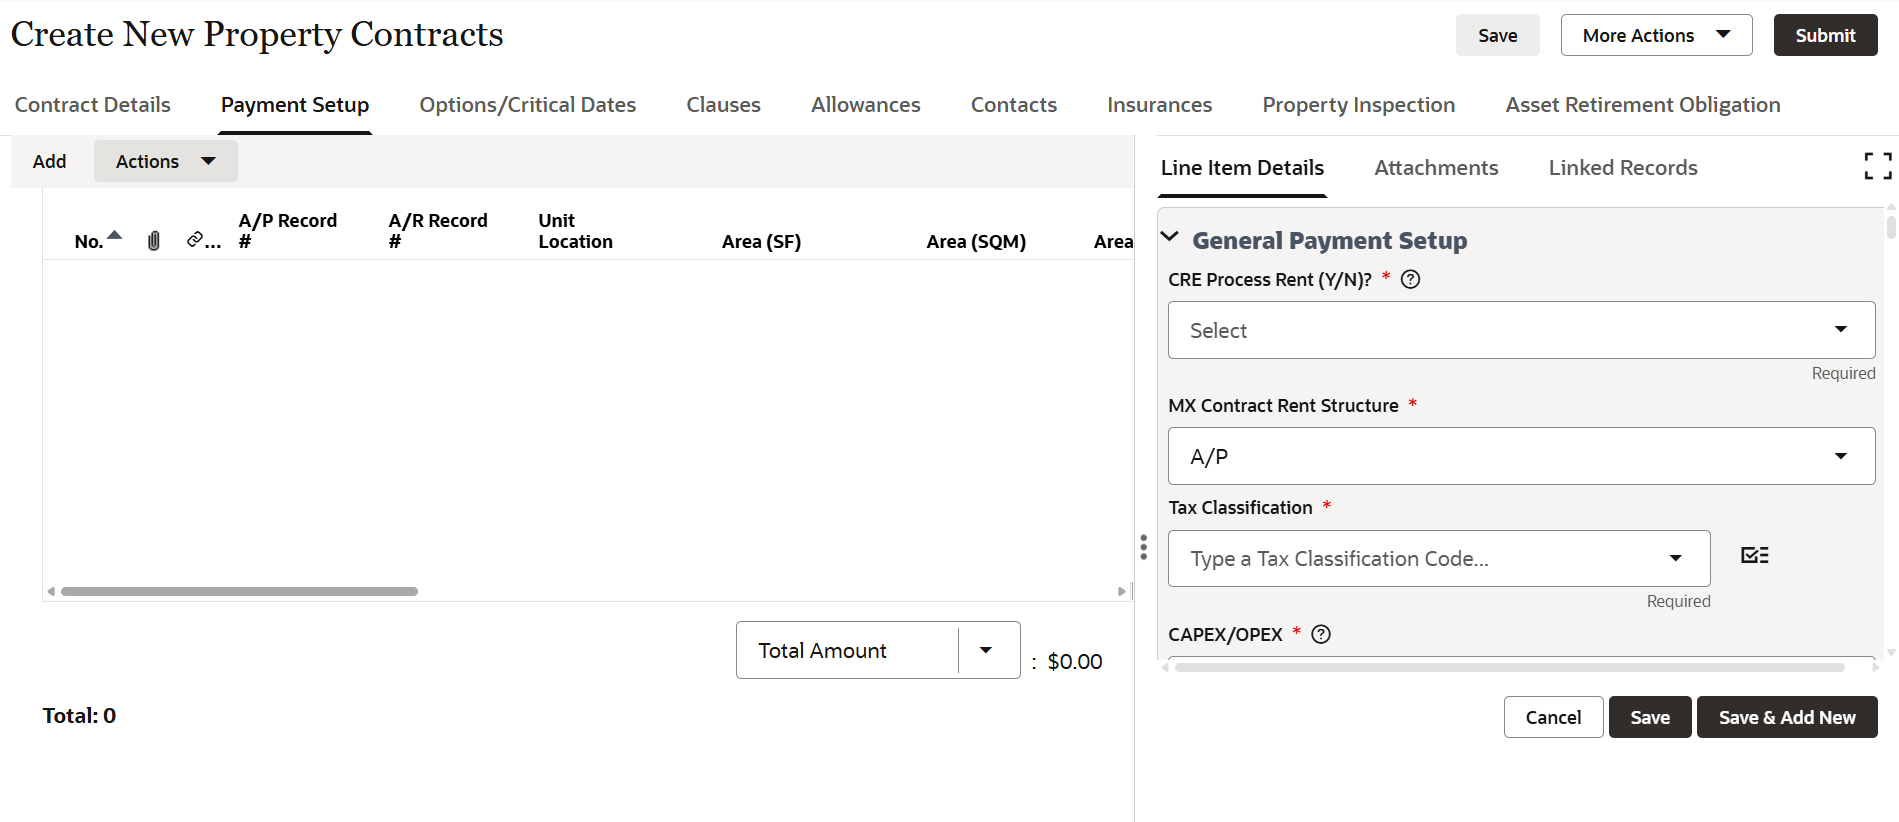 Create New Property Contracts
Save
More Actions
Submit
Contract Details
Payment Setup
Options/Critical Dates
Clauses
Allowances
Contacts
Insurances
Property Inspection
Asset Retirement Obligation
Add
Actions
No.
...
A/P Record
#
A/R Record
#
Unit
Location
Area (SF)
Area (SQM)
Area
Total Amount
: $0.00
Total: 0
Line Item Details
Attachments
Linked Records
General Payment Setup
CRE Process Rent (Y/N)? *
Select
Required
MX Contract Rent Structure *
A/P
Tax Classification *
Type a Tax Classification Code...
Required
CAPEX/OPEX *
Cancel
Save
Save & Add New